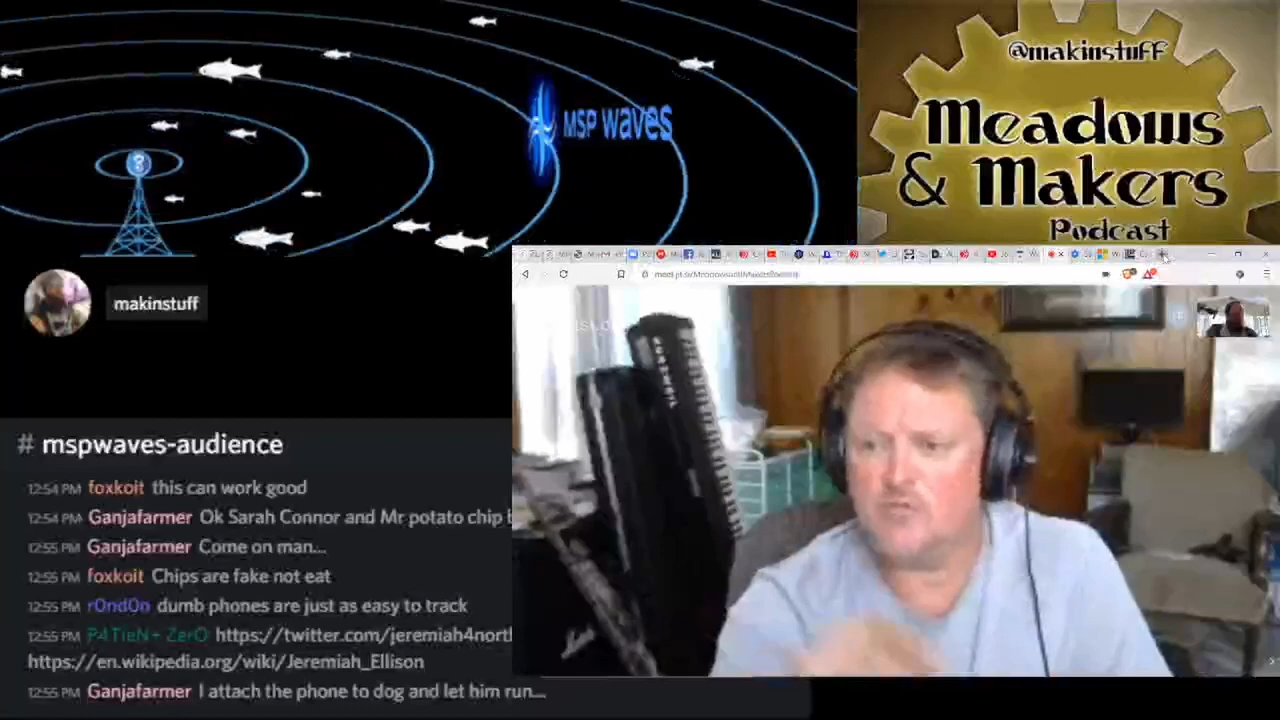 @makinstuff
Meadows
& Makers
Podcast
MSP waves
makinstuff
# mspwaves-audience
12:54 PM foxkoit this can work good
12:54 PM Ganjafarmer Ok Sarah Connor and Mr potato chip
12:55 PM Ganjafarmer Come on man...
12:55 PM foxkoit Chips are fake not eat
12:55 PM r0nd0n dumb phones are just as easy to track
12:55 PM P4TieN+ ZerO https://twitter.com/jeremiah4nort
https://en.wikipedia.org/wiki/Jeremiah_Ellison
12:55 PM Ganjafarmer I attach the phone to dog and let him run...